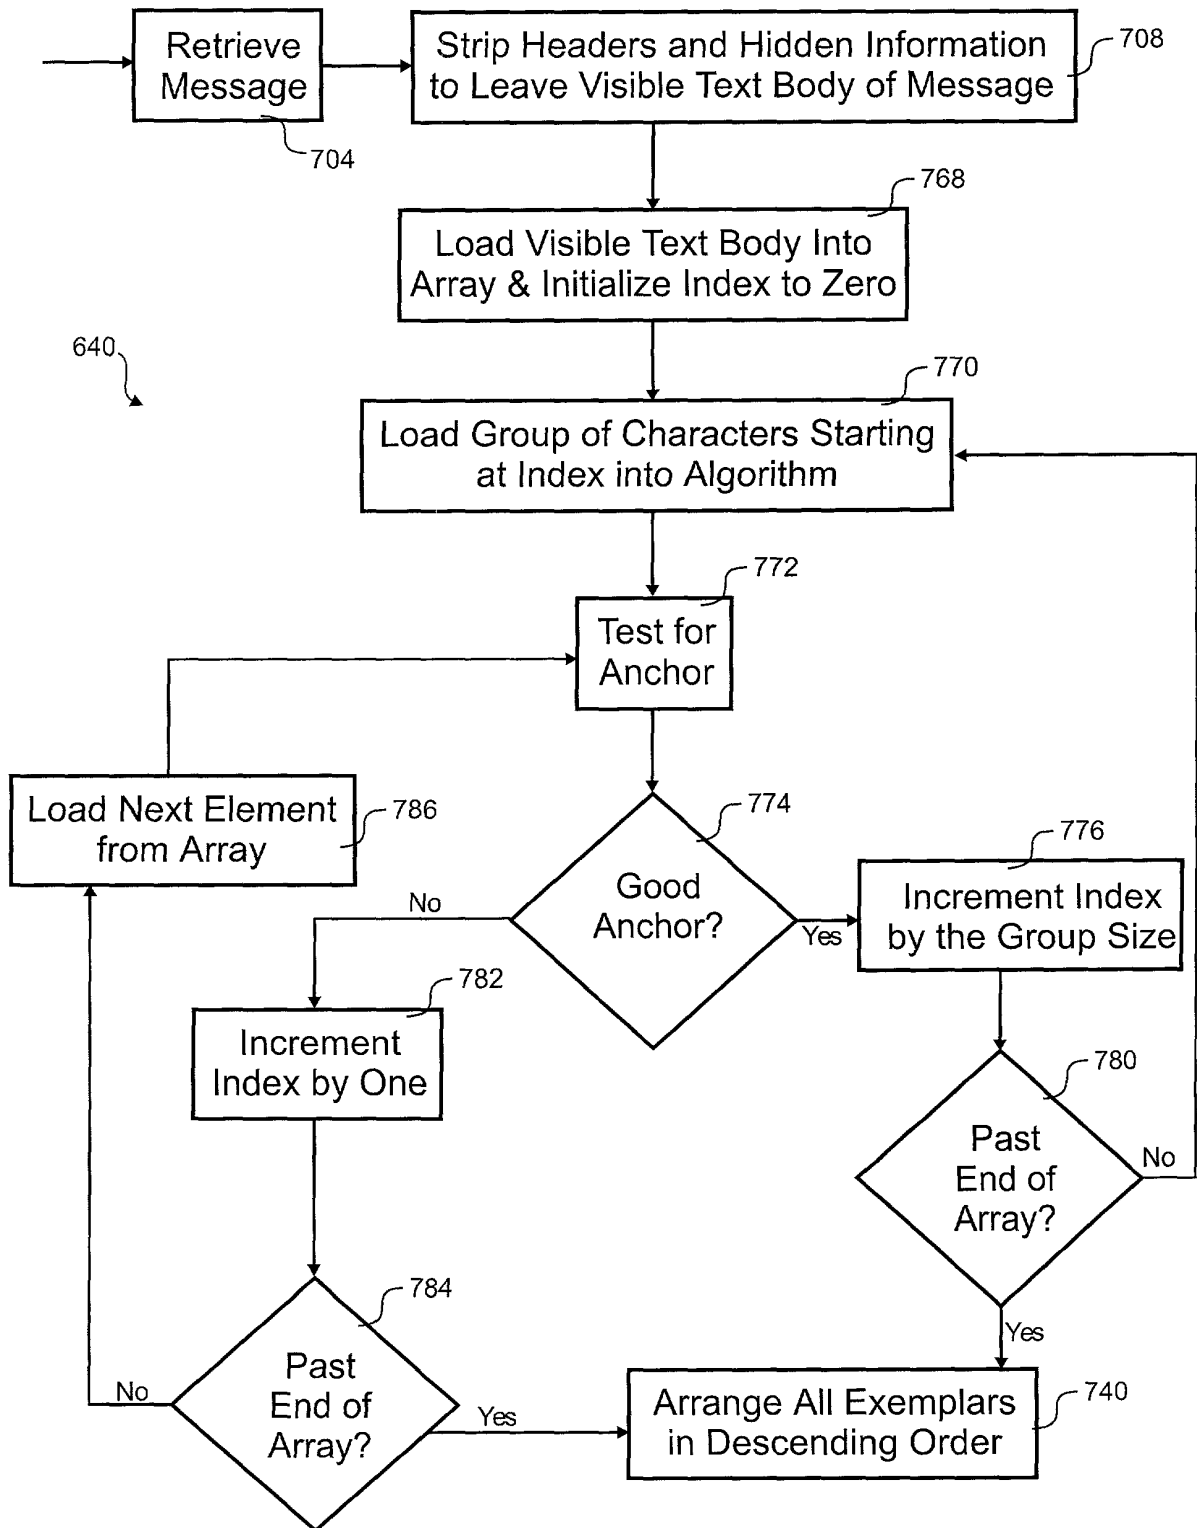 Retrieve
Message
704
Strip Headers and Hidden Information
to Leave Visible Text Body of Message
708
768
Load Visible Text Body Into
Array & Initialize Index to Zero
640
770
Load Group of Characters Starting
at Index into Algorithm
772
Test for
Anchor
Load Next Element
from Array
786
774
Good
Anchor?
No
Yes
776
Increment Index
by the Group Size
782
Increment
Index by One
780
Past
End of
Array?
No
Yes
784
Past
End of
Array?
No
Yes
Arrange All Exemplars
in Descending Order
740